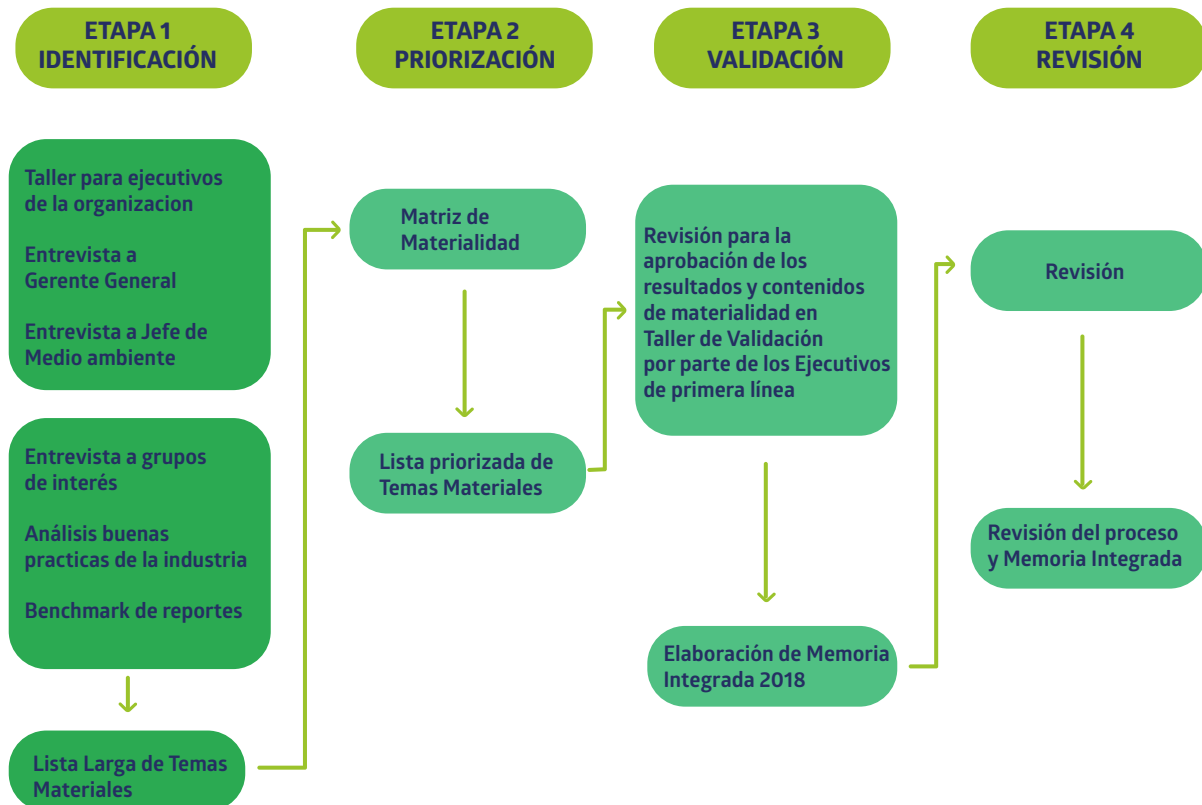 ETAPA 1
IDENTIFICACIÓN
ETAPA 2
PRIORIZACIÓN
ETAPA 3
VALIDACIÓN
ETAPA 4
REVISIÓN
Taller para ejecutivos
de la organizacion
Entrevista a
Gerente General
Entrevista a Jefe de
Medio ambiente
Entrevista a grupos
de interés
Análisis buenas
practicas de la industria
Benchmark de reportes
Lista Larga de Temas
Materiales
Matriz de
Materialidad
Lista priorizada de
Temas Materiales
Revisión para la
aprobación de los
resultados y contenidos
de materialidad en
Taller de Validación
por parte de los Ejecutivos
de primera línea
Elaboración de Memoria
Integrada 2018
Revisión
Revisión del proceso
y Memoria Integrada